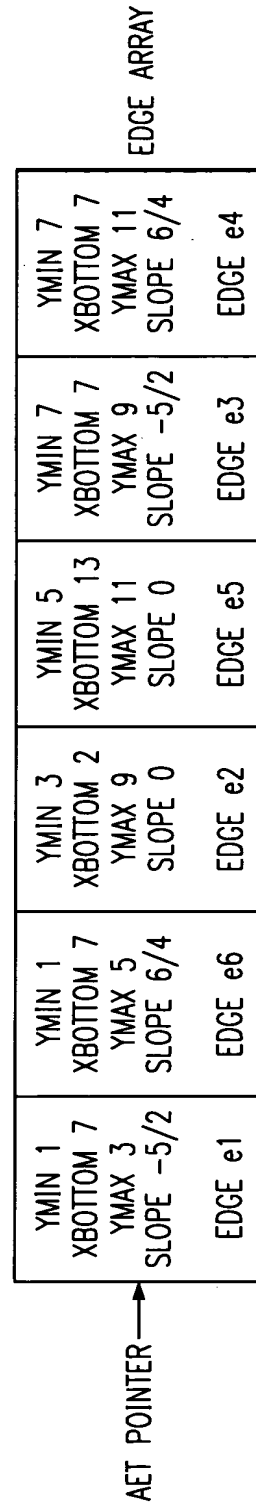 AET POINTER
YMIN 1
XBOTTOM 7
YMAX 3
SLOPE -5/2
EDGE e1
YMIN 1
XBOTTOM 7
YMAX 5
SLOPE 6/4
EDGE e6
YMIN 3
XBOTTOM 2
YMAX 9
SLOPE 0
EDGE e2
YMIN 5
XBOTTOM 13
YMAX 11
SLOPE 0
EDGE e5
YMIN 7
XBOTTOM 7
YMAX 9
SLOPE -5/2
EDGE e3
YMIN 7
XBOTTOM 7
YMAX 11
SLOPE 6/4
EDGE e4
EDGE ARRAY